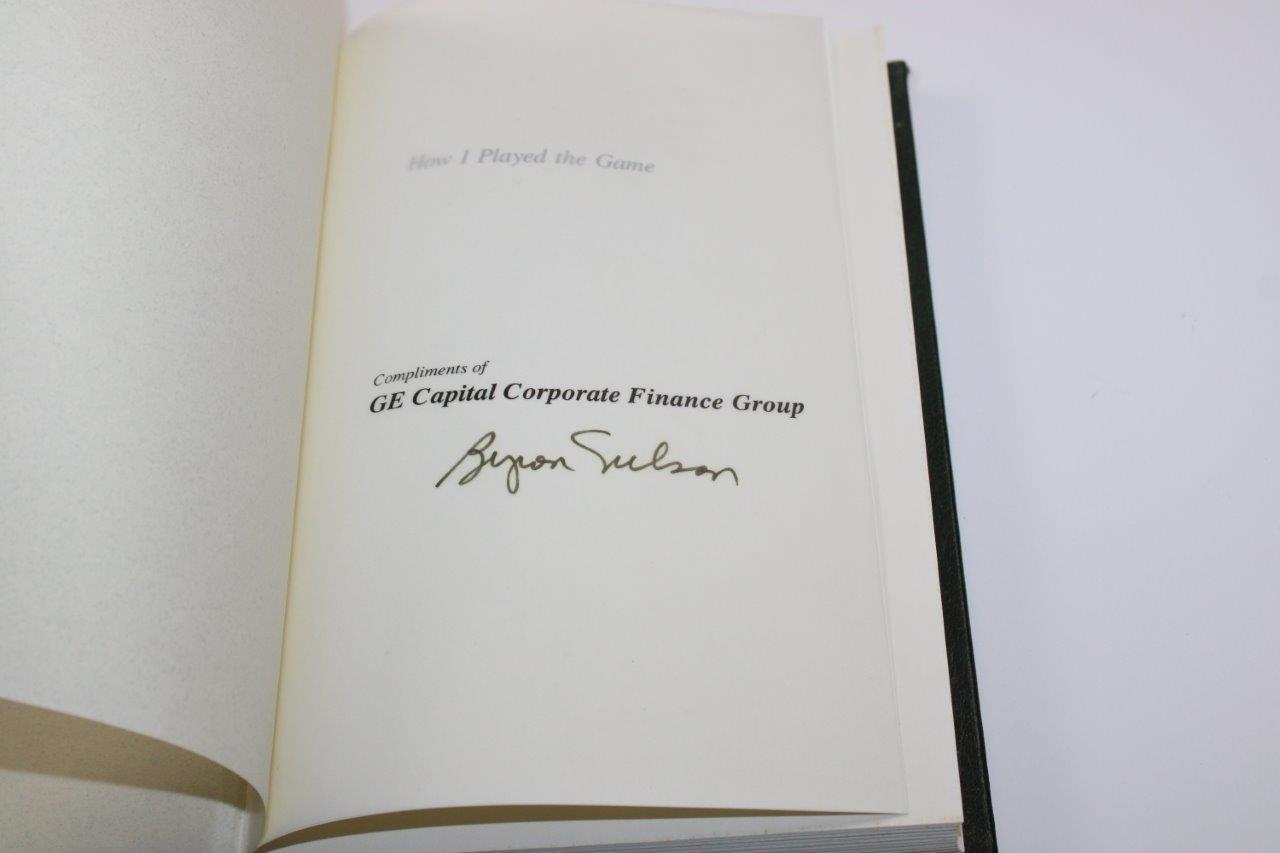 How I Played the Game
Compliments of
GE Capital Corporate Finance Group
Byron Nelson